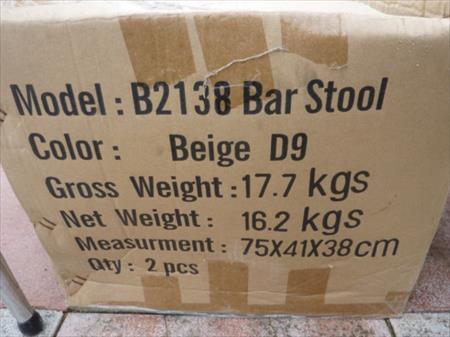 Model : B2138 Bar Stool
Color : Beige D9
Gross Weight : 17.7 kgs
Net Weight : 16.2 kgs
Measurment : 75X41X38cm
Qty : 2 pcs